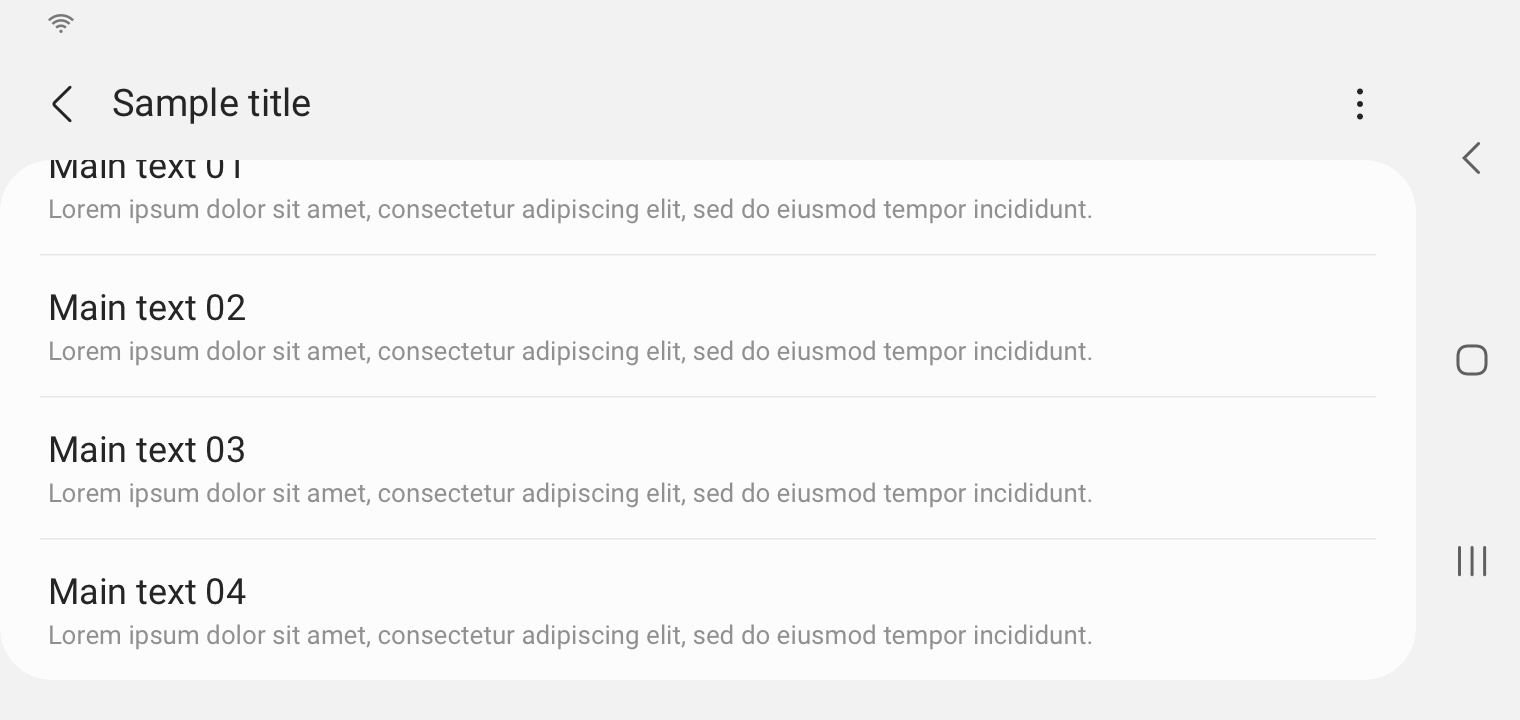 Sample title
Main text 01
Lorem ipsum dolor sit amet, consectetur adipiscing elit, sed do eiusmod tempor incididunt.
Main text 02
Lorem ipsum dolor sit amet, consectetur adipiscing elit, sed do eiusmod tempor incididunt.
Main text 03
Lorem ipsum dolor sit amet, consectetur adipiscing elit, sed do eiusmod tempor incididunt.
Main text 04
Lorem ipsum dolor sit amet, consectetur adipiscing elit, sed do eiusmod tempor incididunt.